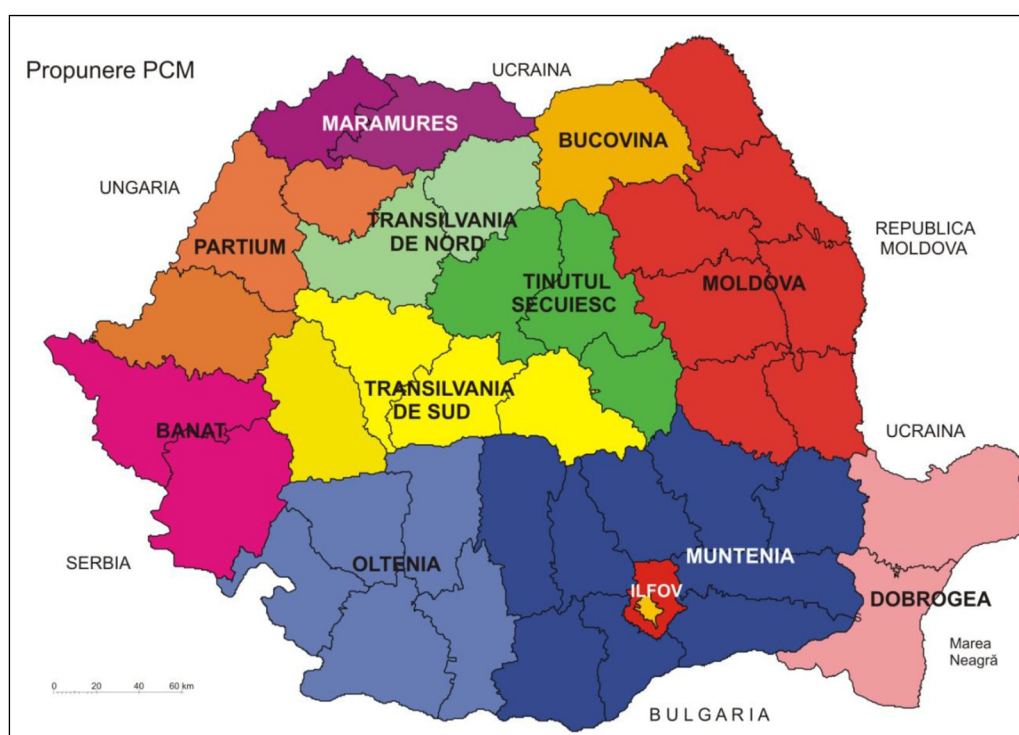 Propunere PCM
UCRAINA
MARAMURES
BUCOVINA
UNGARIA
TRANSILVANIA
DE NORD
PARTIUM
REPUBLICA
MOLDOVA
TINUTUL
SECUIESC
MOLDOVA
TRANSILVANIA
DE SUD
BANAT
UCRAINA
SERBIA
OLTENIA
MUNTENIA
ILFOV
DOBROGEA
Marea
Neagră
0 20 40 60 km
BULGARIA